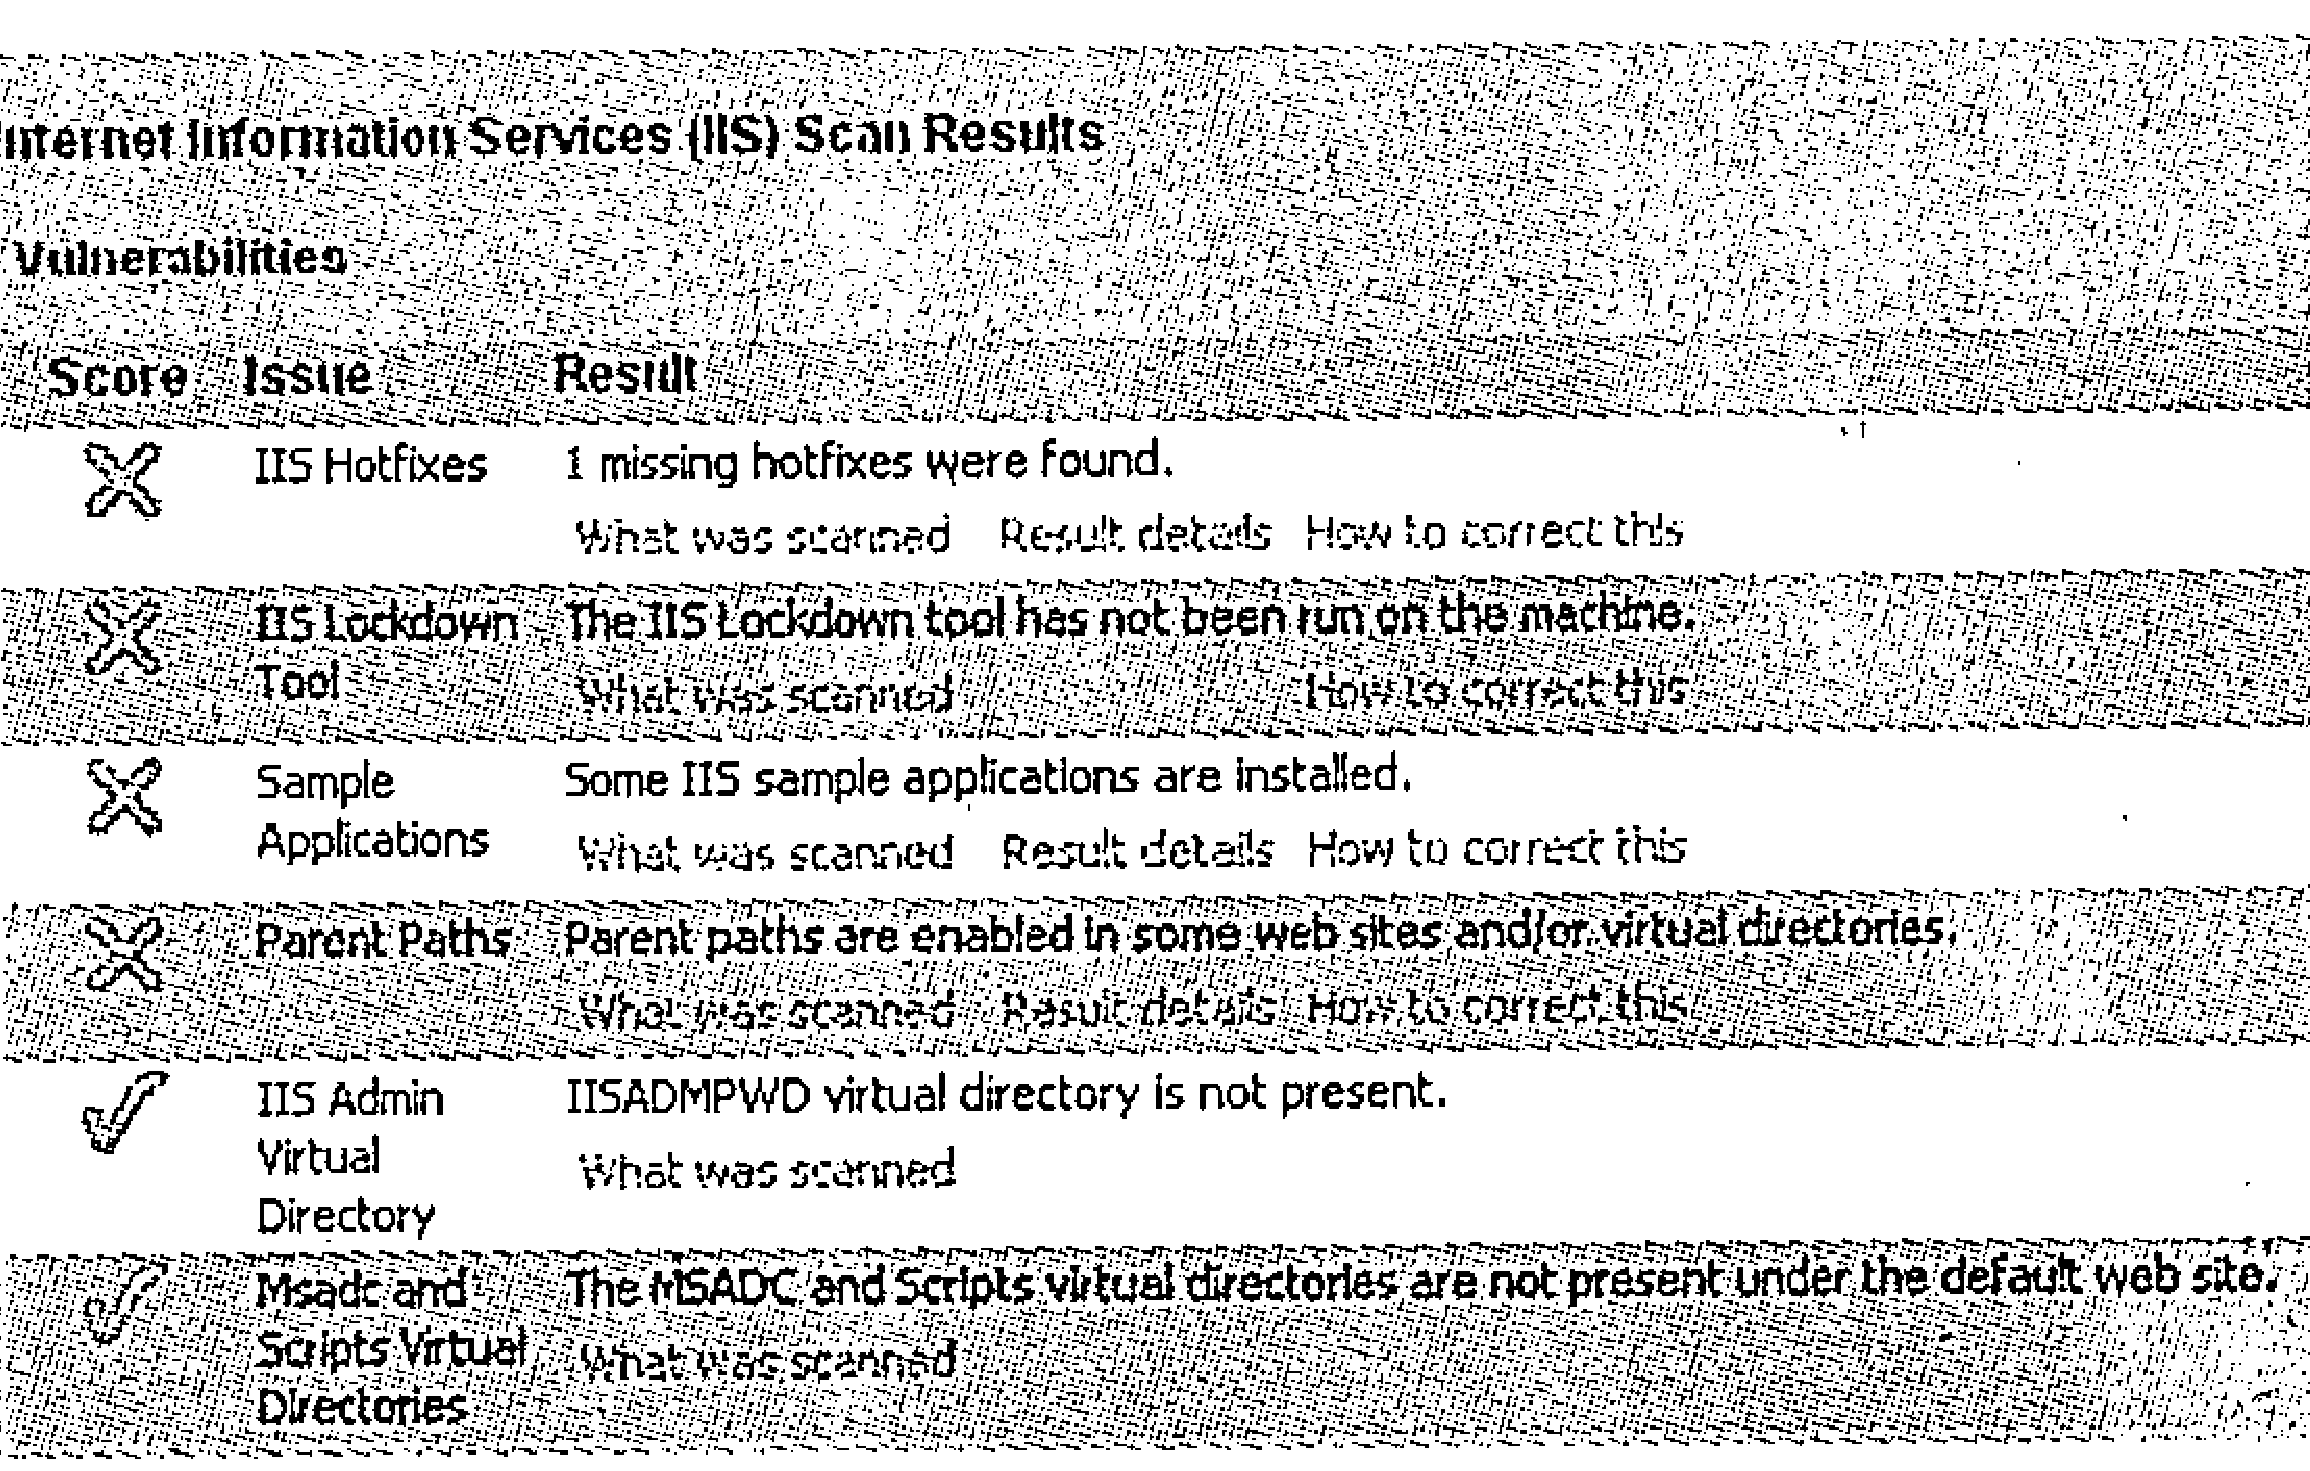 Internet Information Services (IIS) Scan Results
Vulnerabilities
Score Issue Result
IIS Hotfixes 1 missing hotfixes were found.
What was scanned Result details How to correct this
IIS Lockdown The IIS Lockdown tool has not been run on the machine.
Tool What was scanned How to correct this
Sample Some IIS sample applications are installed.
Applications What was scanned Result details How to correct this
Parent Paths Parent paths are enabled in some web sites and/or virtual directories.
What was scanned Result details How to correct this
IIS Admin IISADMPWD virtual directory is not present.
Virtual What was scanned
Directory
Msadc and The MSADC and Scripts virtual directories are not present under the default web site.
Scripts Virtual What was scanned
Directories